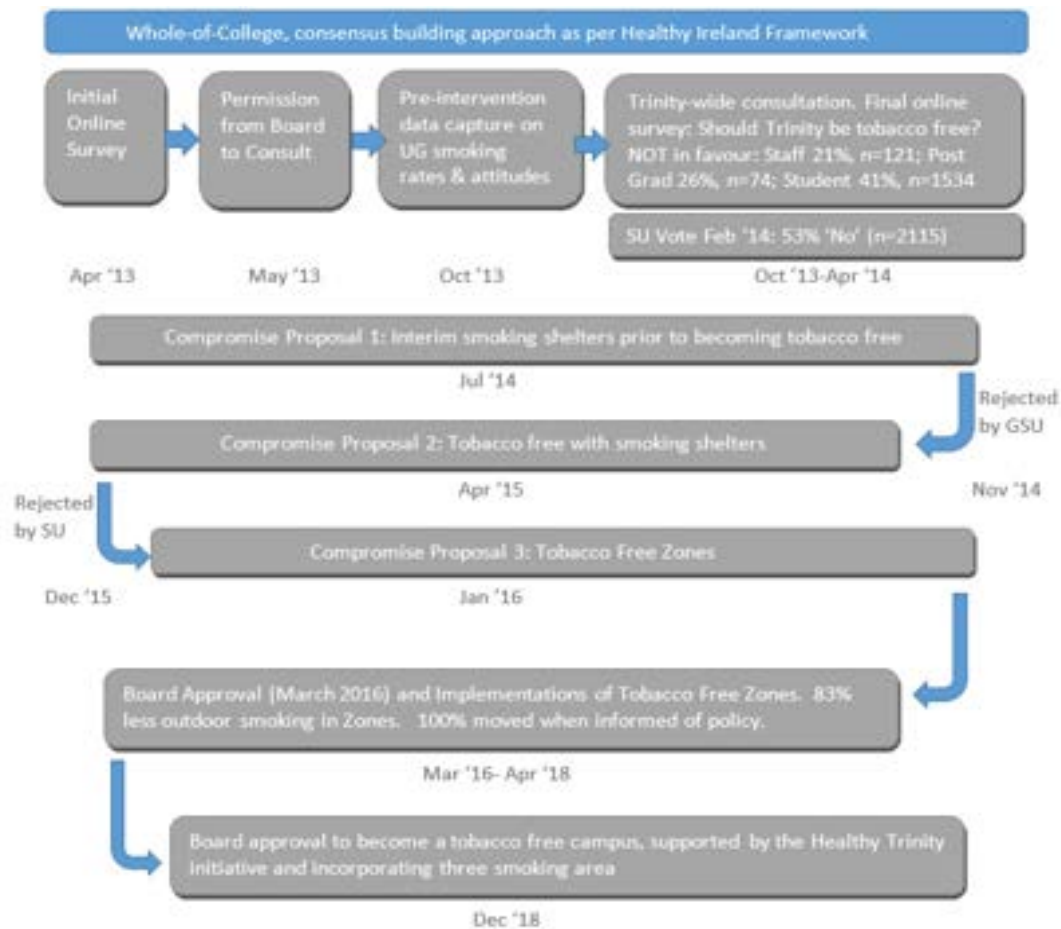 Whole-of-College, consensus building approach as per Healthy Ireland Framework
Initial
Online
Survey
Permission
from Board
to Consult
Pre-intervention
data capture on
UG smoking
rates & attitudes
Trinity-wide consultation. Final online
survey: Should Trinity be tobacco free?
NOT in favour: Staff 21%, n=121; Post
Grad 26%, n=74; Student 41%, n=1534
SU Vote Feb '14: 53% 'No' (n=2115)
Apr '13
May '13
Oct '13
Oct '13-Apr '14
Compromise Proposal 1: Interim smoking shelters prior to becoming tobacco free
Jul '14
Rejected
by GSU
Compromise Proposal 2: Tobacco free with smoking shelters
Apr '15
Nov '14
Rejected
by SU
Compromise Proposal 3: Tobacco Free Zones
Dec '15
Jan '16
Board Approval (March 2016) and Implementations of Tobacco Free Zones. 83%
less outdoor smoking in Zones. 100% moved when informed of policy.
Mar '16- Apr '18
Board approval to become a tobacco free campus, supported by the Healthy Trinity
initiative and incorporating three smoking area
Dec '18